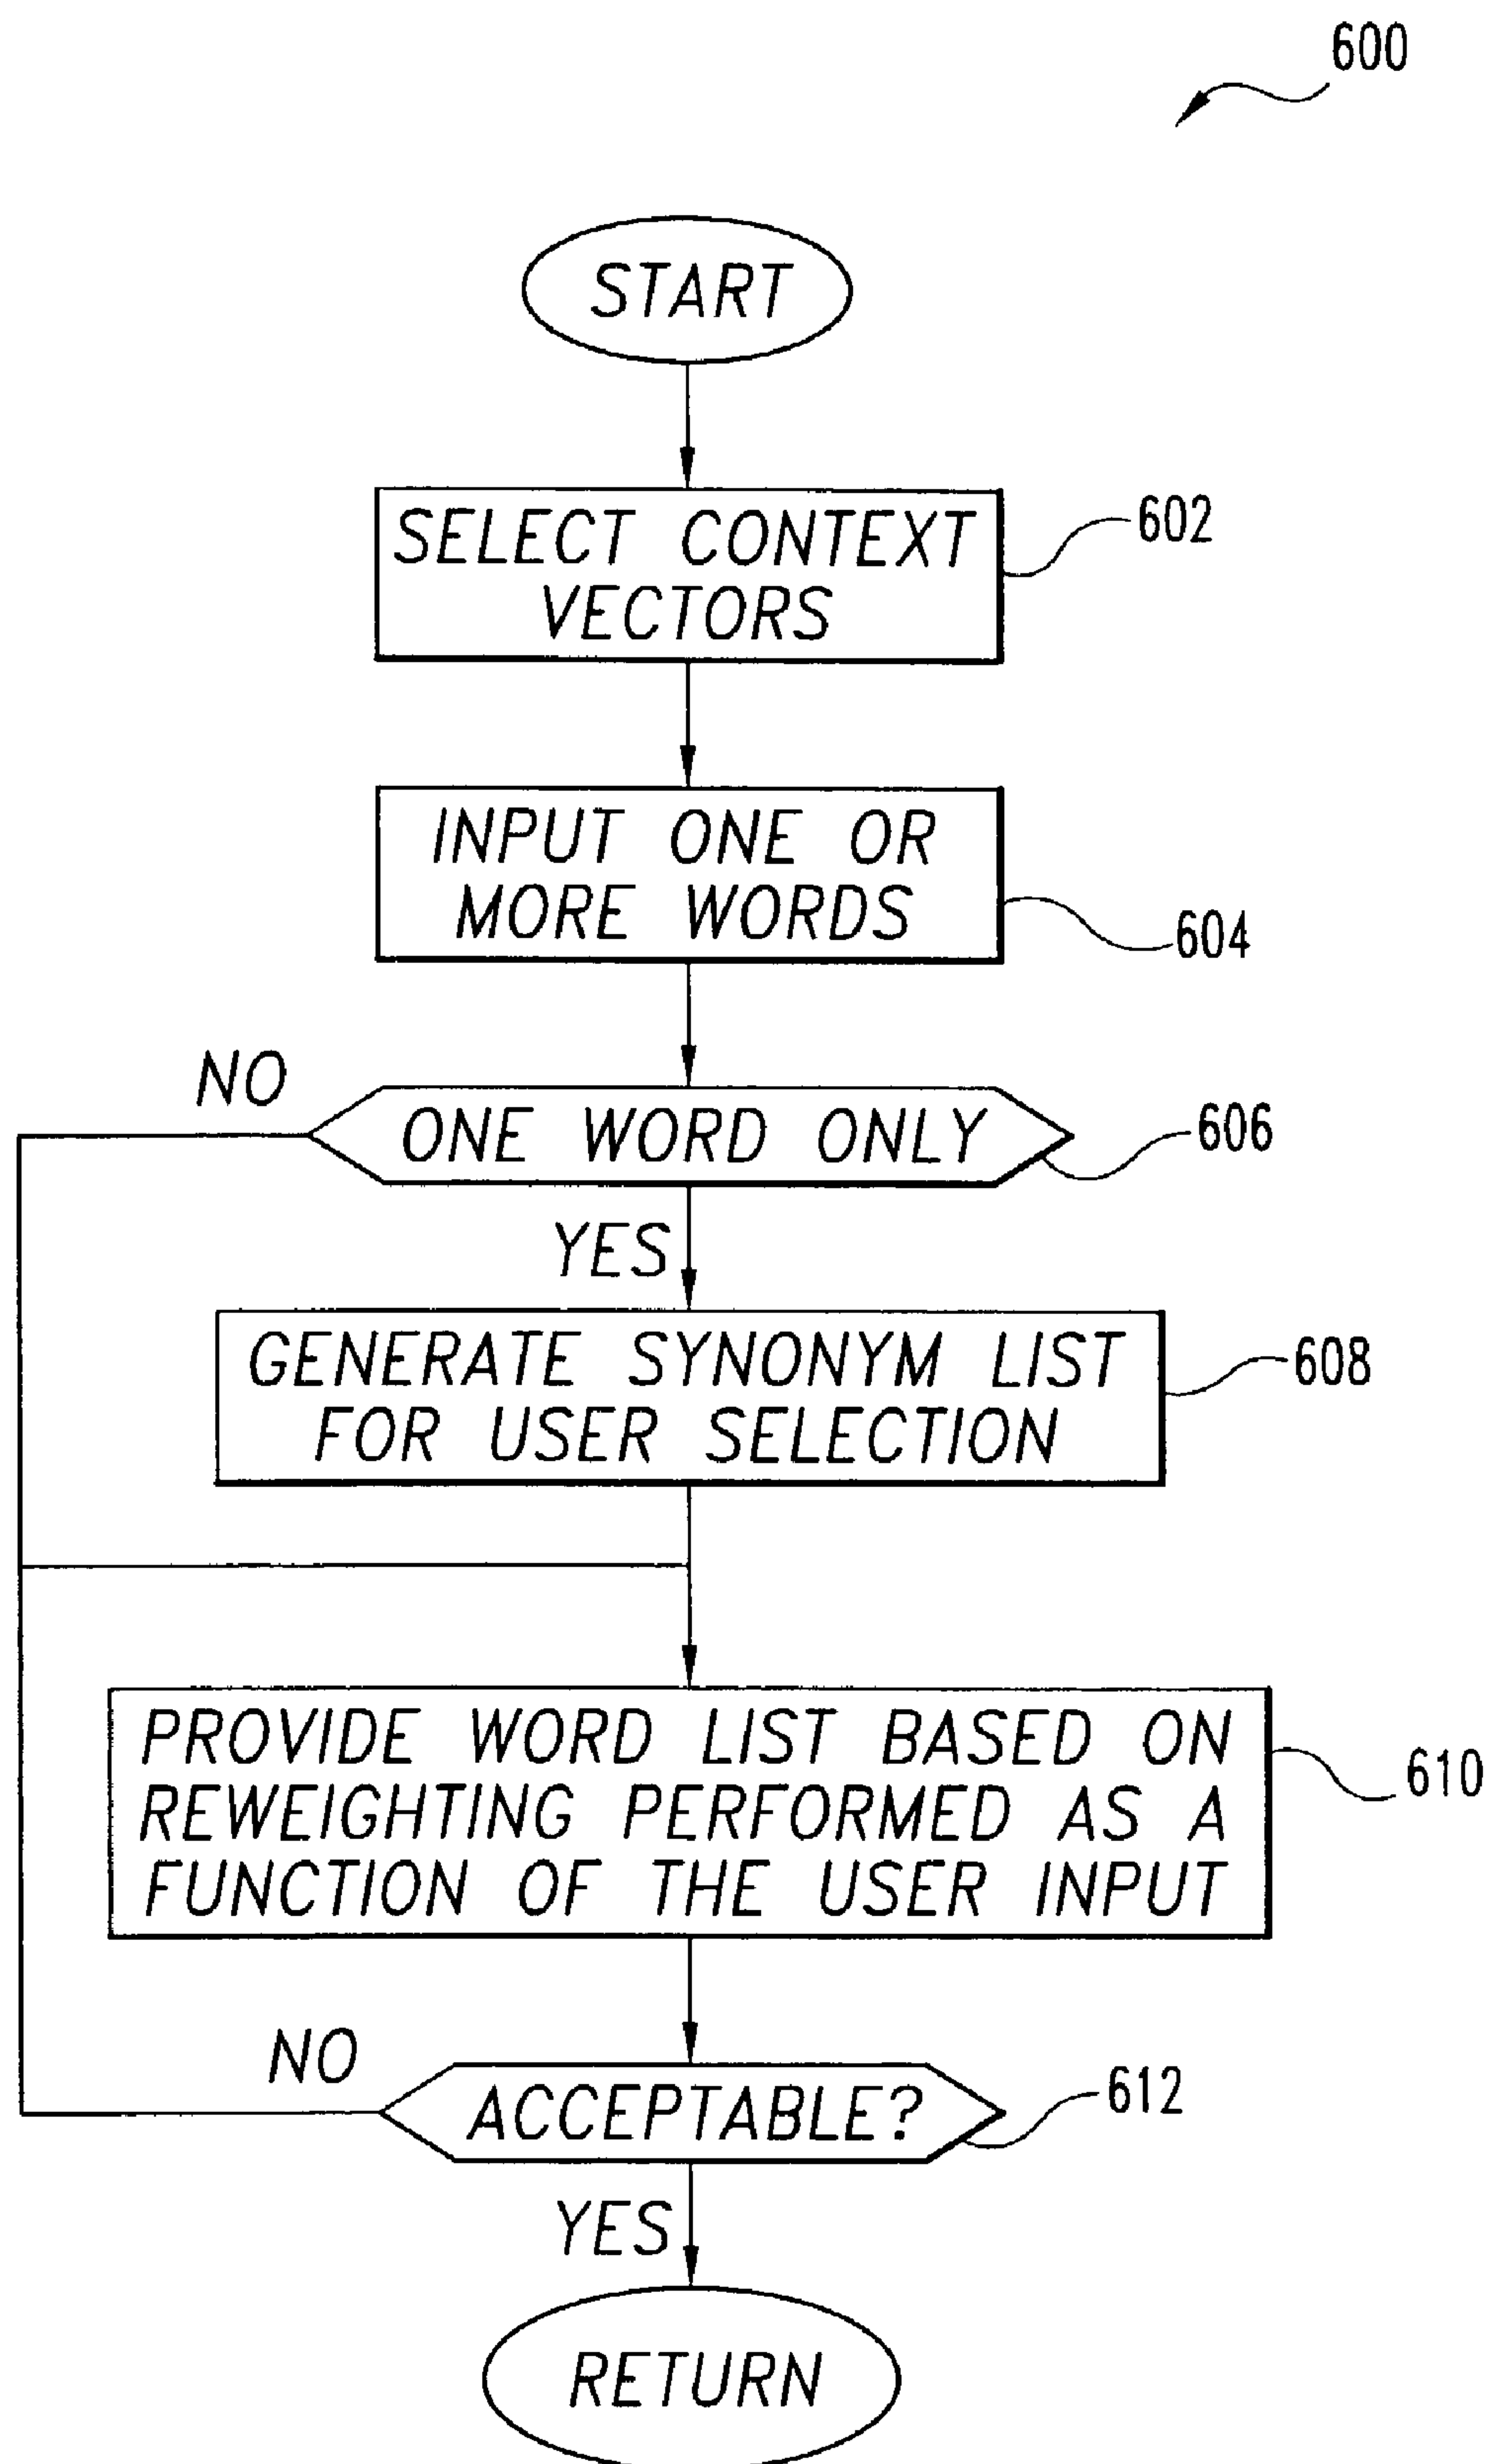 600
START
SELECT CONTEXT
VECTORS
602
INPUT ONE OR
MORE WORDS
604
NO
ONE WORD ONLY
606
YES
GENERATE SYNONYM LIST
FOR USER SELECTION
608
PROVIDE WORD LIST BASED ON
REWEIGHTING PERFORMED AS A
FUNCTION OF THE USER INPUT
610
NO
ACCEPTABLE?
612
YES
RETURN